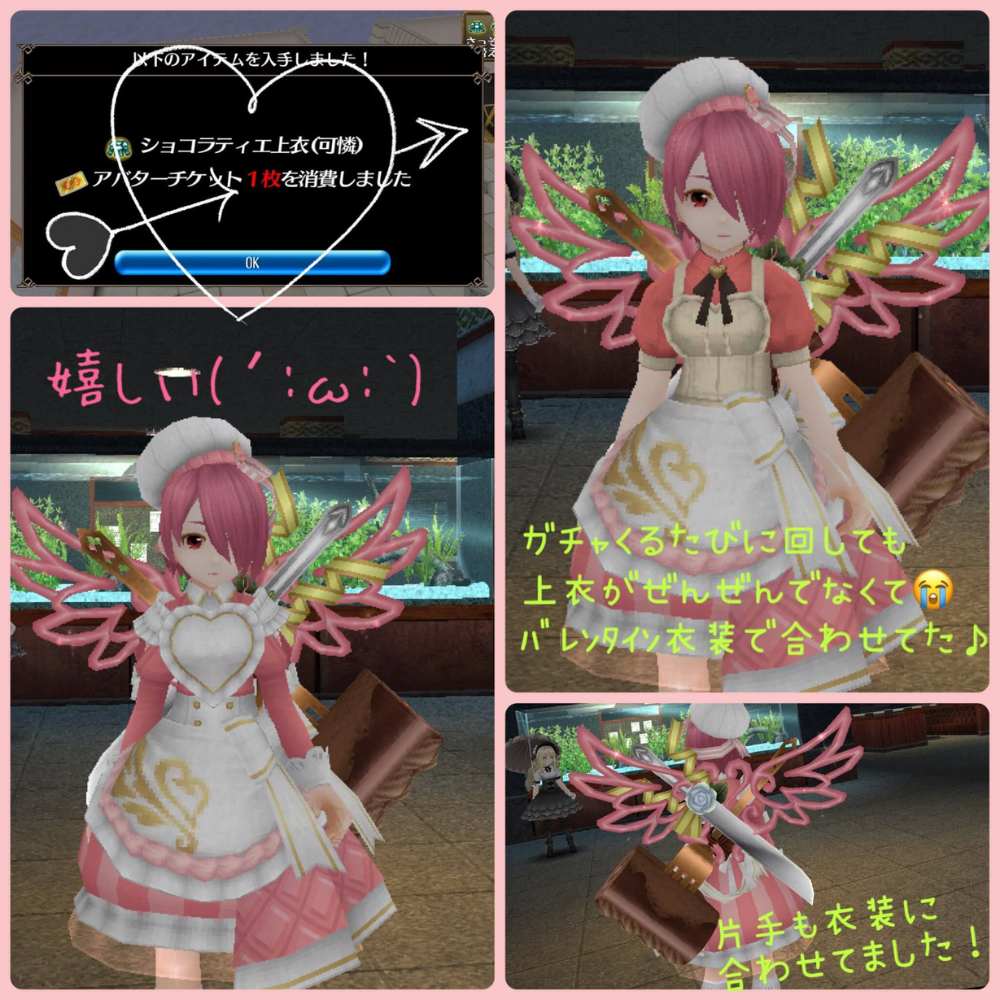 以下のアイテムを入手しました！
ショコラティエ上衣(可憐)
アバターチケット1枚を消費しました
OK
嬉しい(´;ω;`)
ガチャくるたびに回しても
上衣がぜんぜんでなくて😭
バレンタイン衣装で合わせてた♪
片手も衣装に
合わせてました！